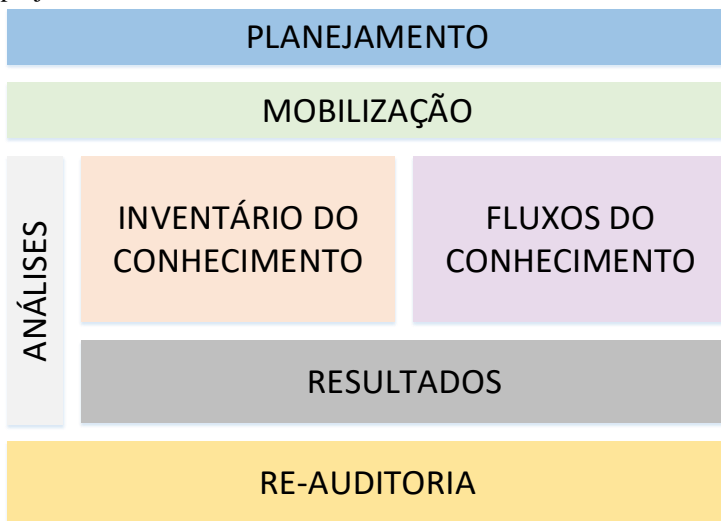 PLANEJAMENTO
MOBILIZAÇÃO
ANÁLISES
INVENTÁRIO DO
CONHECIMENTO
FLUXOS DO
CONHECIMENTO
RESULTADOS
RE-AUDITORIA